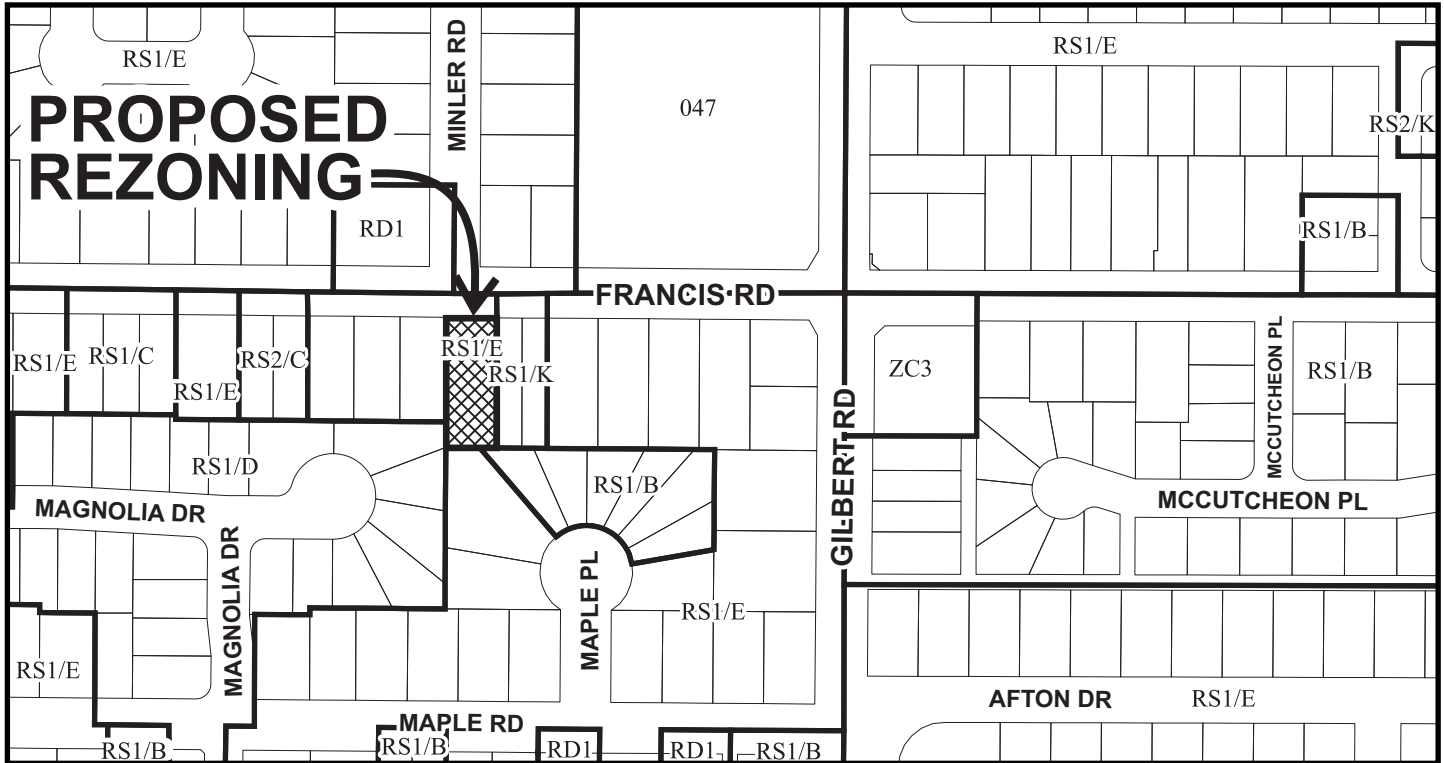 RS1/E
RS1/E
MINLER RD
PROPOSED
REZONING
047
RS2/K
RD1
RS1/B
FRANCIS RD
RS1/E
RS1/C
RS1/E
RS2/C
RS1/E
RS1/K
ZC3
MCCUTCHEON PL
RS1/B
RS1/D
RS1/B
GILBERT RD
MAGNOLIA DR
MCCUTCHEON PL
MAGNOLIA DR
MAPLE PL
RS1/E
RS1/E
AFTON DR
RS1/E
MAPLE RD
RS1/B
RS1/B
RD1
RD1
RS1/B